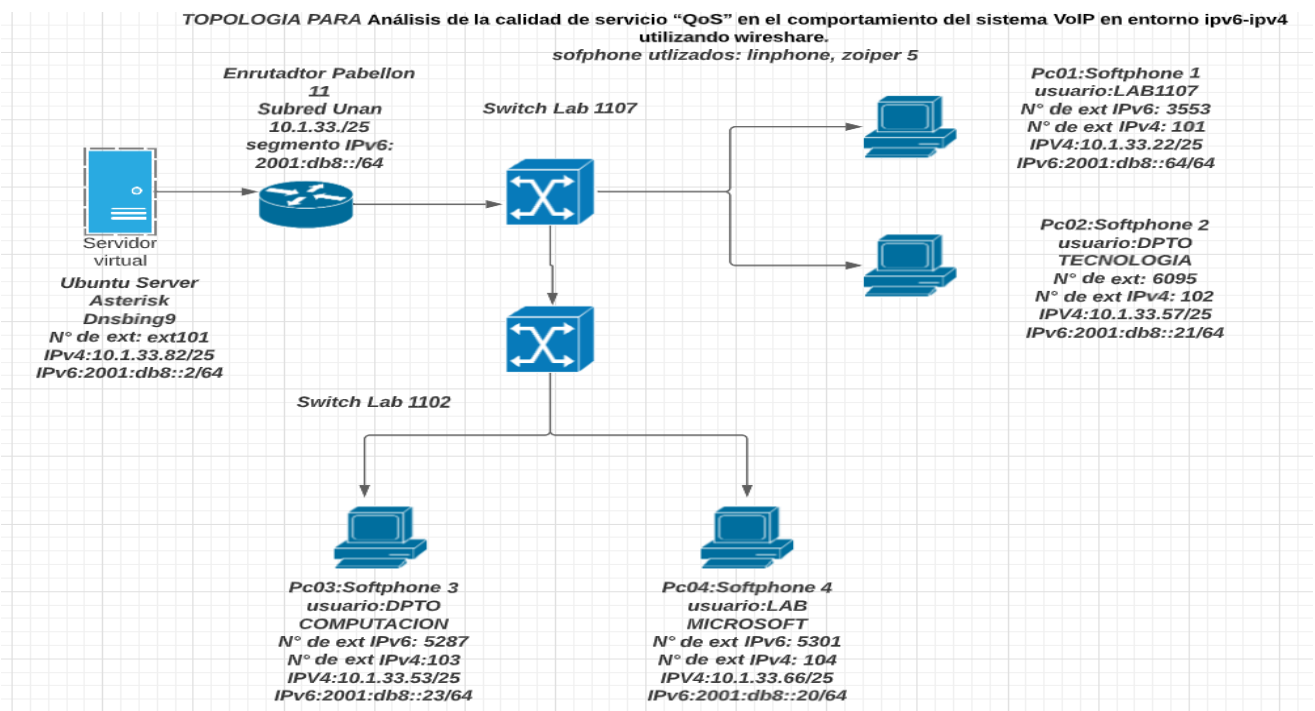 TOPOLOGIA PARA Análisis de la calidad de servicio “QoS” en el comportamiento del sistema VoIP en entorno ipv6-ipv4
utilizando wireshare.
sofphone utlizados: linphone, zoiper 5
Enrutadtor Pabellon
11
Subred Unan
10.1.33./25
segmento IPv6:
2001:db8::/64
Switch Lab 1107
Pc01:Softphone 1
usuario:LAB1107
N° de ext IPv6: 3553
N° de ext IPv4: 101
IPV4:10.1.33.22/25
IPv6:2001:db8::64/64
Servidor
virtual
Ubuntu Server
Asterisk
Dnsbing9
N° de ext: ext101
IPv4:10.1.33.82/25
IPv6:2001:db8::2/64
Pc02:Softphone 2
usuario:DPTO
TECNOLOGIA
N° de ext: 6095
N° de ext IPv4: 102
IPV4:10.1.33.57/25
IPv6:2001:db8::21/64
Switch Lab 1102
Pc03:Softphone 3
usuario:DPTO
COMPUTACION
N° de ext IPv6: 5287
N° de ext IPv4:103
IPV4:10.1.33.53/25
IPv6:2001:db8::23/64
Pc04:Softphone 4
usuario:LAB
MICROSOFT
N° de ext IPv6: 5301
N° de ext IPv4: 104
IPV4:10.1.33.66/25
IPv6:2001:db8::20/64